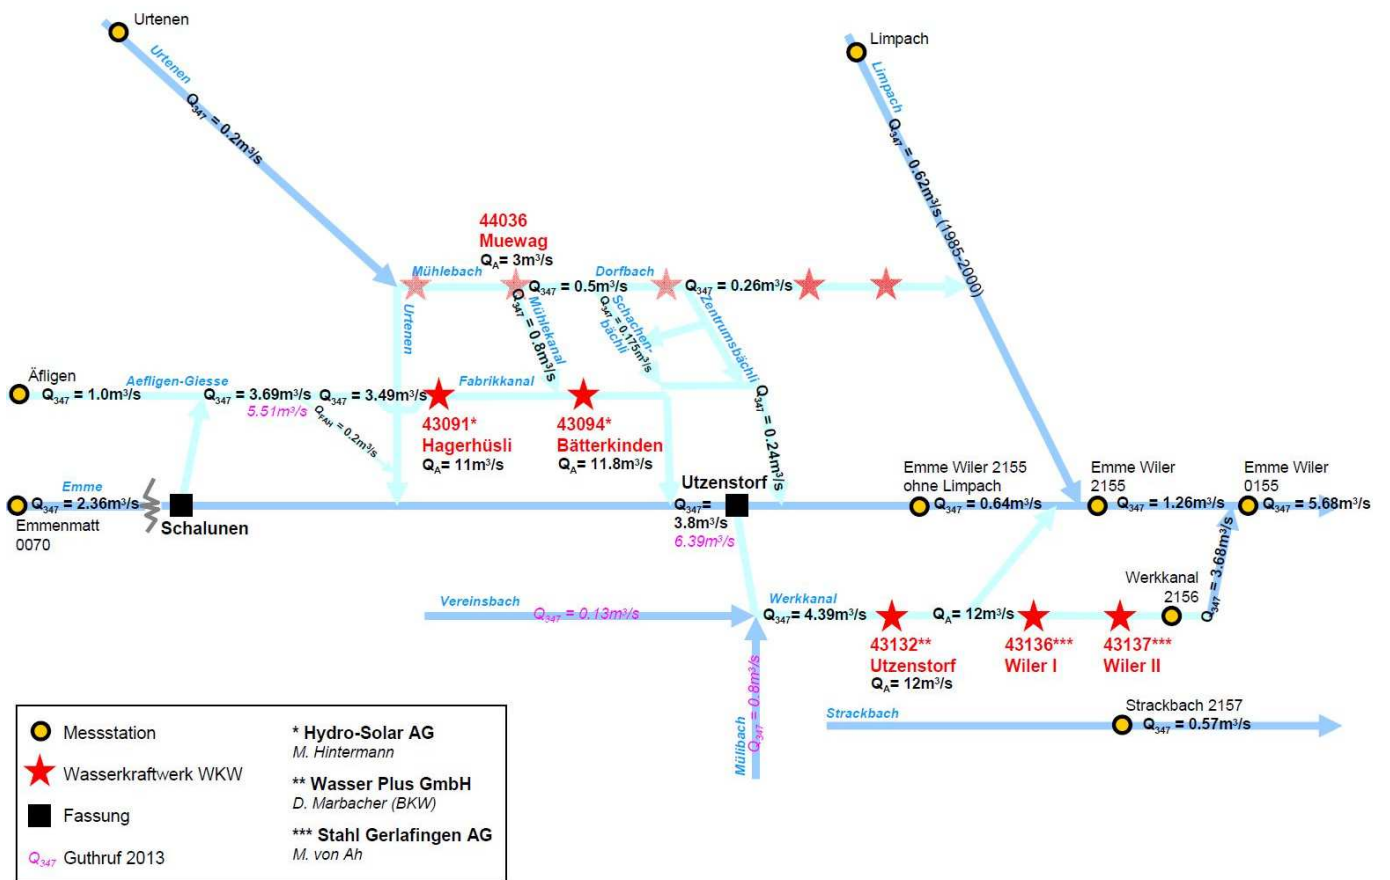 Urtenen
Urtenen
Q347 = 0.2m³/s
Limpach
Limpach
Q347 = 0.62m³/s (1985-2000)
44036
Muewag
QA= 3m³/s
Mühlebach
Q347 = 0.5m³/s
Dorfbach
Q347 = 0.26m³/s
Urtenen
Q347 = 0.8m³/s
Mühlekanal
Schachen-
bächli
Q347 = 0.175m³/s
Zentrumsbächli
Q347 = 0.24m³/s
Äfligen
Q347 = 1.0m³/s
Aefligen-Giesse
Q347 = 3.69m³/s
5.51m³/s
Q347 = 3.49m³/s
QFAH = 0.2m³/s
Fabrikkanal
43091*
Hagerhüsli
QA= 11m³/s
43094*
Bätterkinden
QA= 11.8m³/s
Emme
Q347 = 2.36m³/s
Emmenmatt
0070
Schalunen
Utzenstorf
Q347=
3.8m³/s
6.39m³/s
Emme Wiler 2155
ohne Limpach
Q347 = 0.64m³/s
Emme Wiler
2155
Q347 = 1.26m³/s
Emme Wiler
0155
Q347 = 5.68m³/s
Vereinsbach
Q347 = 0.13m³/s
Werkkanal
Q347= 4.39m³/s
QA= 12m³/s
Werkkanal
2156
Q347 = 3.68m³/s
43132**
Utzenstorf
QA= 12m³/s
43136***
Wiler I
43137***
Wiler II
Mülibach
Q347 = 0.8m³/s
Strackbach
Strackbach 2157
Q347 = 0.57m³/s
Messstation
Wasserkraftwerk WKW
Fassung
Q347 Guthruf 2013
* Hydro-Solar AG
M. Hintermann
** Wasser Plus GmbH
D. Marbacher (BKW)
*** Stahl Gerlafingen AG
M. von Ah